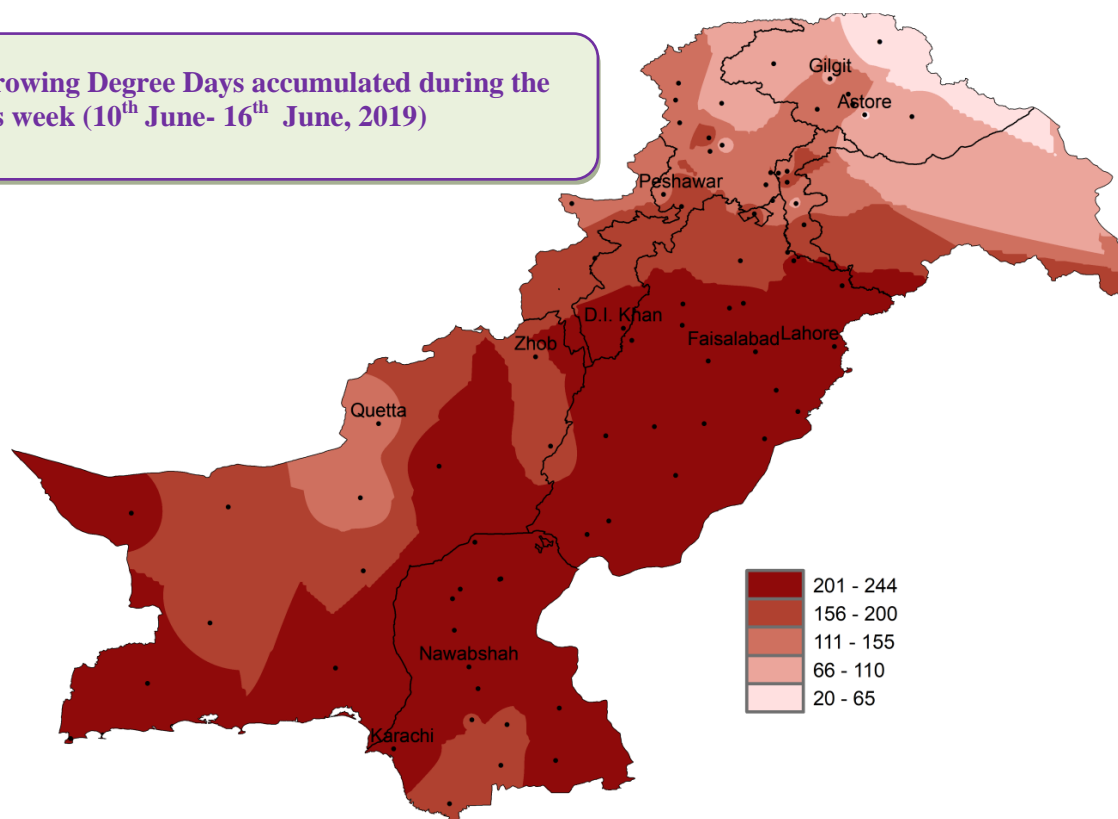 rowing Degree Days accumulated during the
s week (10th June- 16th June, 2019)
Gilgit
Astore
Peshawar
D.I. Khan
Zhob
Faisalabad
Lahore
Quetta
201 - 244
156 - 200
111 - 155
66 - 110
20 - 65
Nawabshah
Karachi